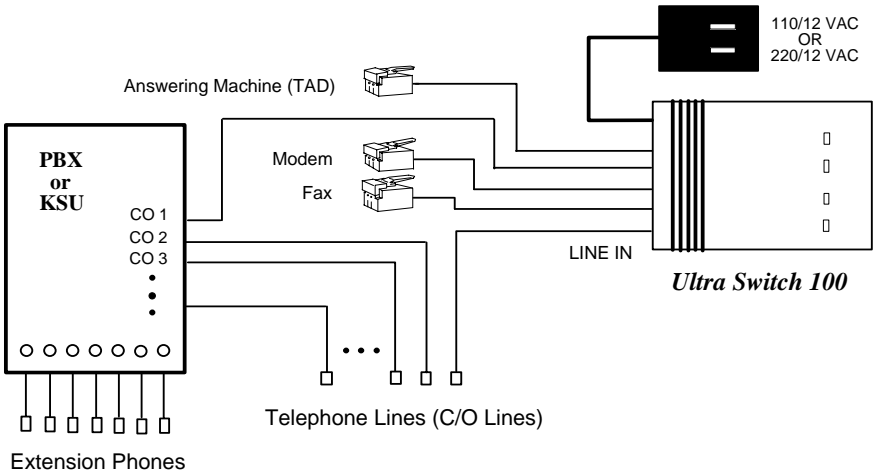 110/12 VAC
OR
220/12 VAC
Answering Machine (TAD)
PBX
or
KSU
Modem
Fax
CO 1
CO 2
CO 3
LINE IN
Ultra Switch 100
Telephone Lines (C/O Lines)
Extension Phones